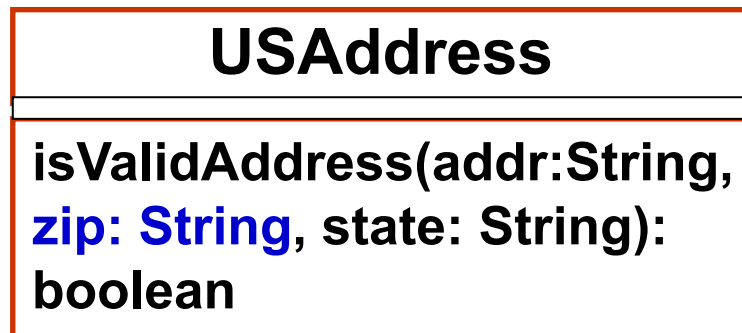 USAddress
isValidAddress(addr:String,
zip: String, state: String):
boolean